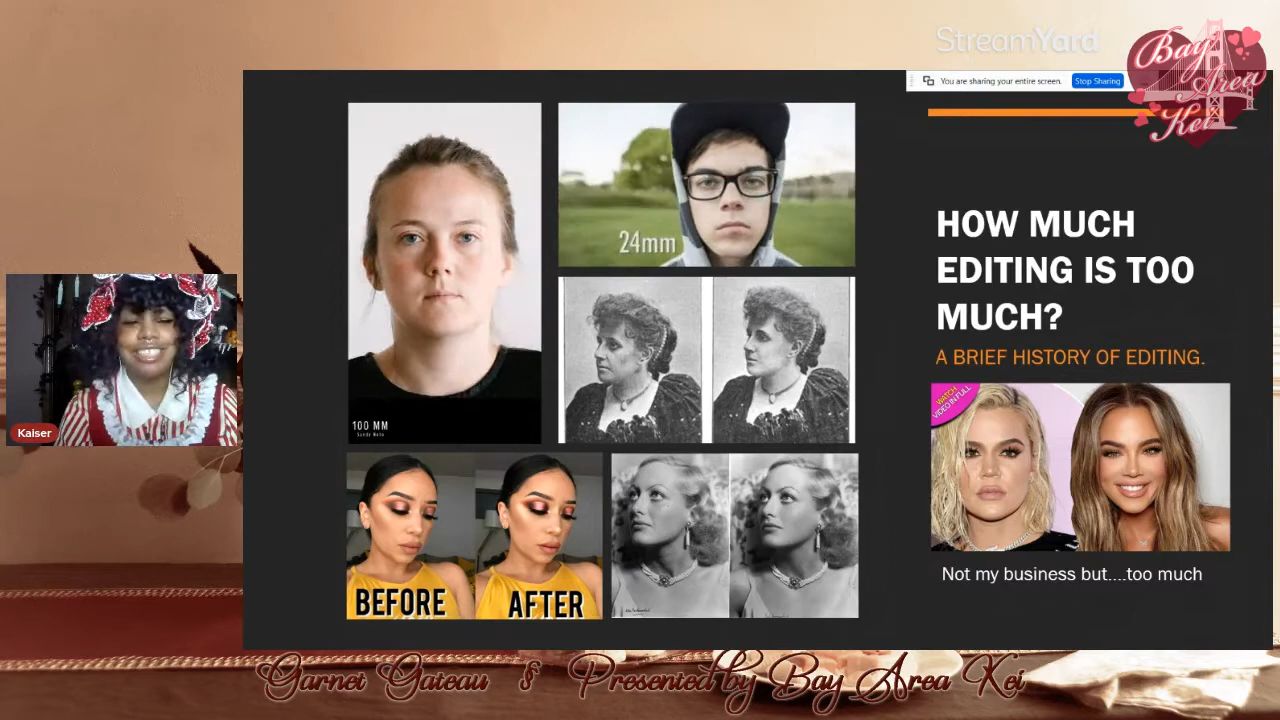 StreamYard
Bay
Area
Kei
You are sharing your entire screen.
Stop Sharing
24mm
HOW MUCH
EDITING IS TOO
MUCH?
A BRIEF HISTORY OF EDITING.
WATCH
VIDEO IN FULL
100 MM
Kaiser
BEFORE
AFTER
Not my business but....too much
Garnet Gateau § Presented by Bay Area Kei